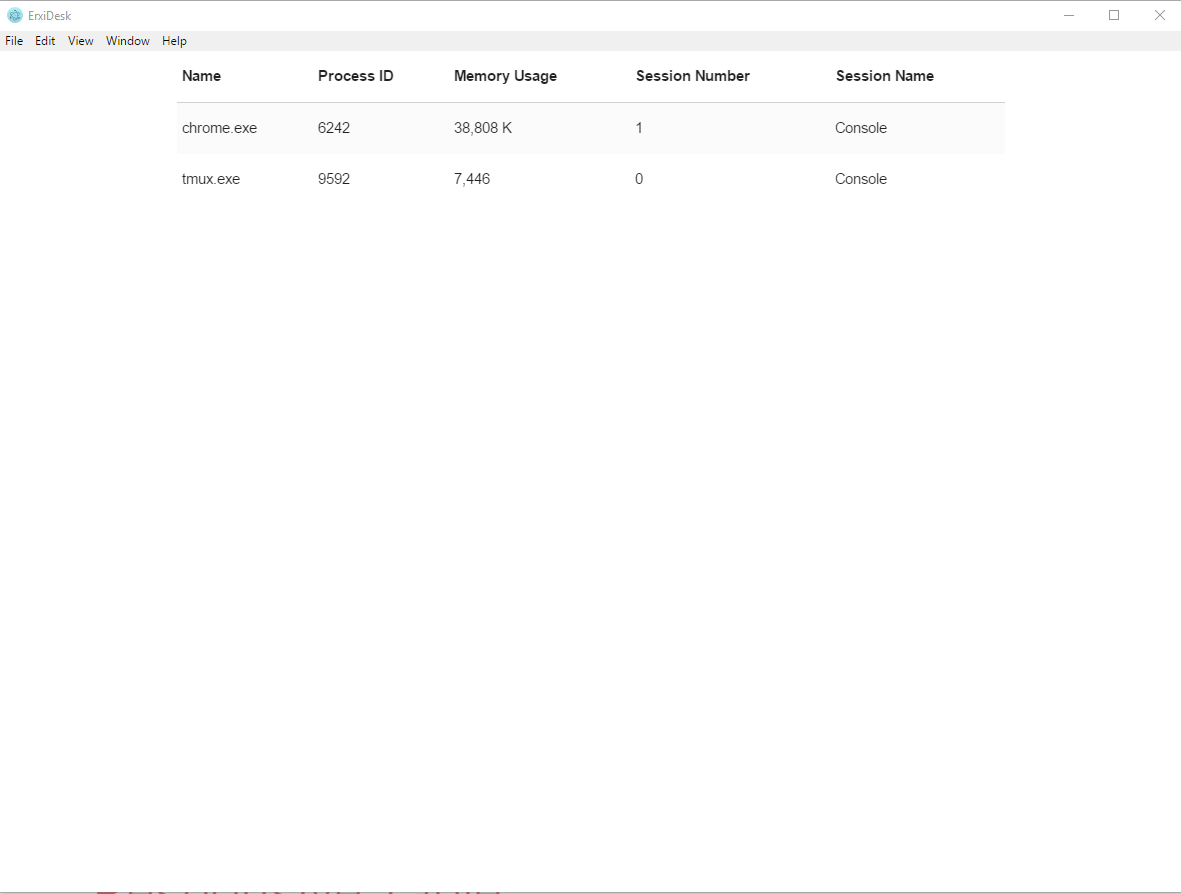 ErxiDesk
File Edit View Window Help
Name Process ID Memory Usage Session Number Session Name
chrome.exe 6242 38,808 K 1 Console
tmux.exe 9592 7,446 0 Console